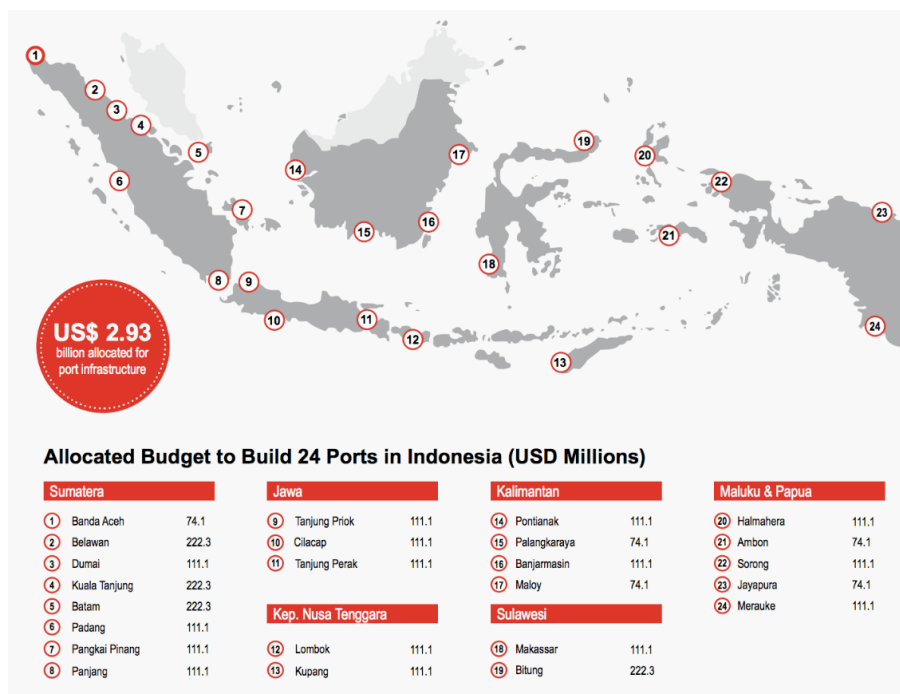 1
2
3
4
5
6
7
8
9
10
11
12
13
14
15
16
17
18
19
20
21
22
23
24
US$ 2.93
billion allocated for
port infrastructure
Allocated Budget to Build 24 Ports in Indonesia (USD Millions)
Sumatera
1 Banda Aceh 74.1
2 Belawan 222.3
3 Dumai 111.1
4 Kuala Tanjung 222.3
5 Batam 222.3
6 Padang 111.1
7 Pangkai Pinang 111.1
8 Panjang 111.1
Jawa
9 Tanjung Priok 111.1
10 Cilacap 111.1
11 Tanjung Perak 111.1
Kep. Nusa Tenggara
12 Lombok 111.1
13 Kupang 111.1
Kalimantan
14 Pontianak 111.1
15 Palangkaraya 74.1
16 Banjarmasin 111.1
17 Maloy 74.1
Sulawesi
18 Makassar 111.1
19 Bitung 222.3
Maluku & Papua
20 Halmahera 111.1
21 Ambon 74.1
22 Sorong 111.1
23 Jayapura 74.1
24 Merauke 111.1